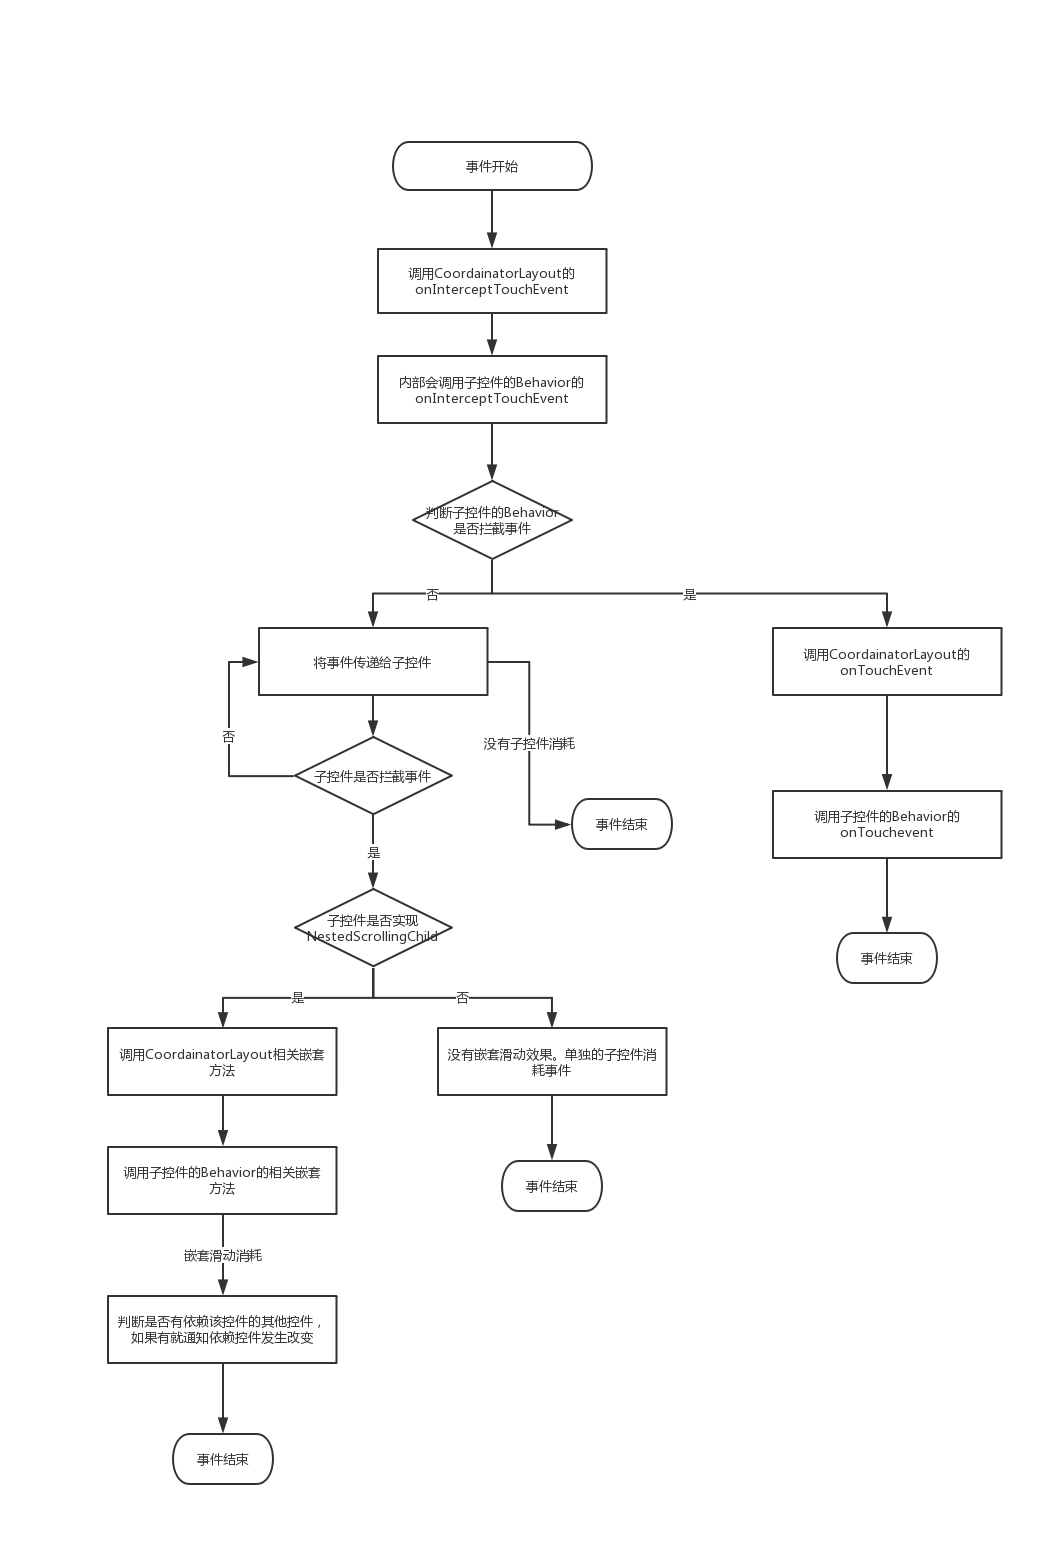 事件开始
调用CoordainatorLayout的
onInterceptTouchEvent
内部会调用子控件的Behavior的
onInterceptTouchEvent
判断子控件的Behavior
是否拦截事件
否
是
将事件传递给子控件
调用CoordainatorLayout的
onTouchEvent
否
没有子控件消耗
子控件是否拦截事件
事件结束
调用子控件的Behavior的
onTouchevent
是
子控件是否实现
NestedScrollingChild
事件结束
是
否
调用CoordainatorLayout相关嵌套
方法
没有嵌套滑动效果。单独的子控件消
耗事件
调用子控件的Behavior的相关嵌套
方法
事件结束
嵌套滑动消耗
判断是否有依赖该控件的其他控件，
如果有就通知依赖控件发生改变
事件结束